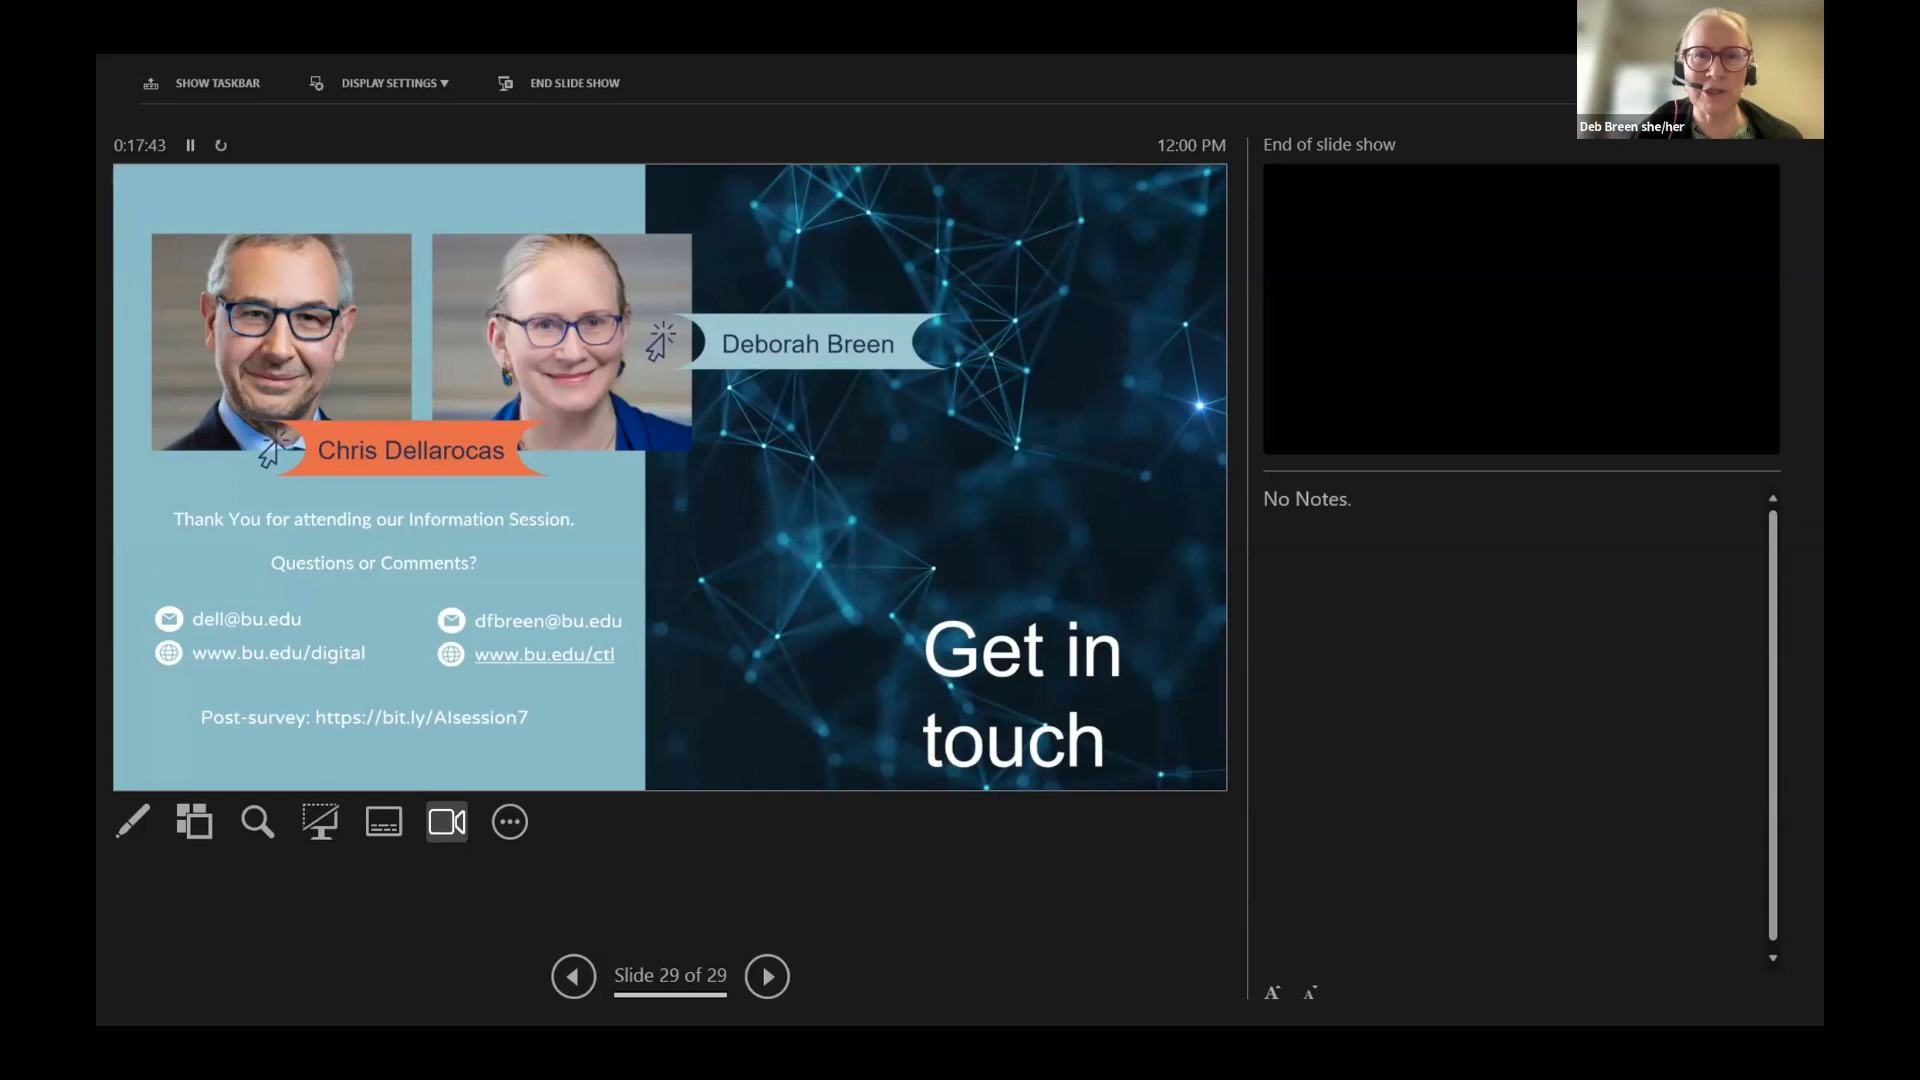 SHOW TASKBAR
DISPLAY SETTINGS
END SLIDE SHOW
Deb Breen she/her
0:17:43
12:00 PM
End of slide show
Deborah Breen
Chris Dellarocas
Thank You for attending our Information Session.
Questions or Comments?
dell@bu.edu
dfbreen@bu.edu
www.bu.edu/digital
www.bu.edu/ctl
Post-survey: https://bit.ly/AIsession7
Get in
touch
No Notes.
Slide 29 of 29
A A